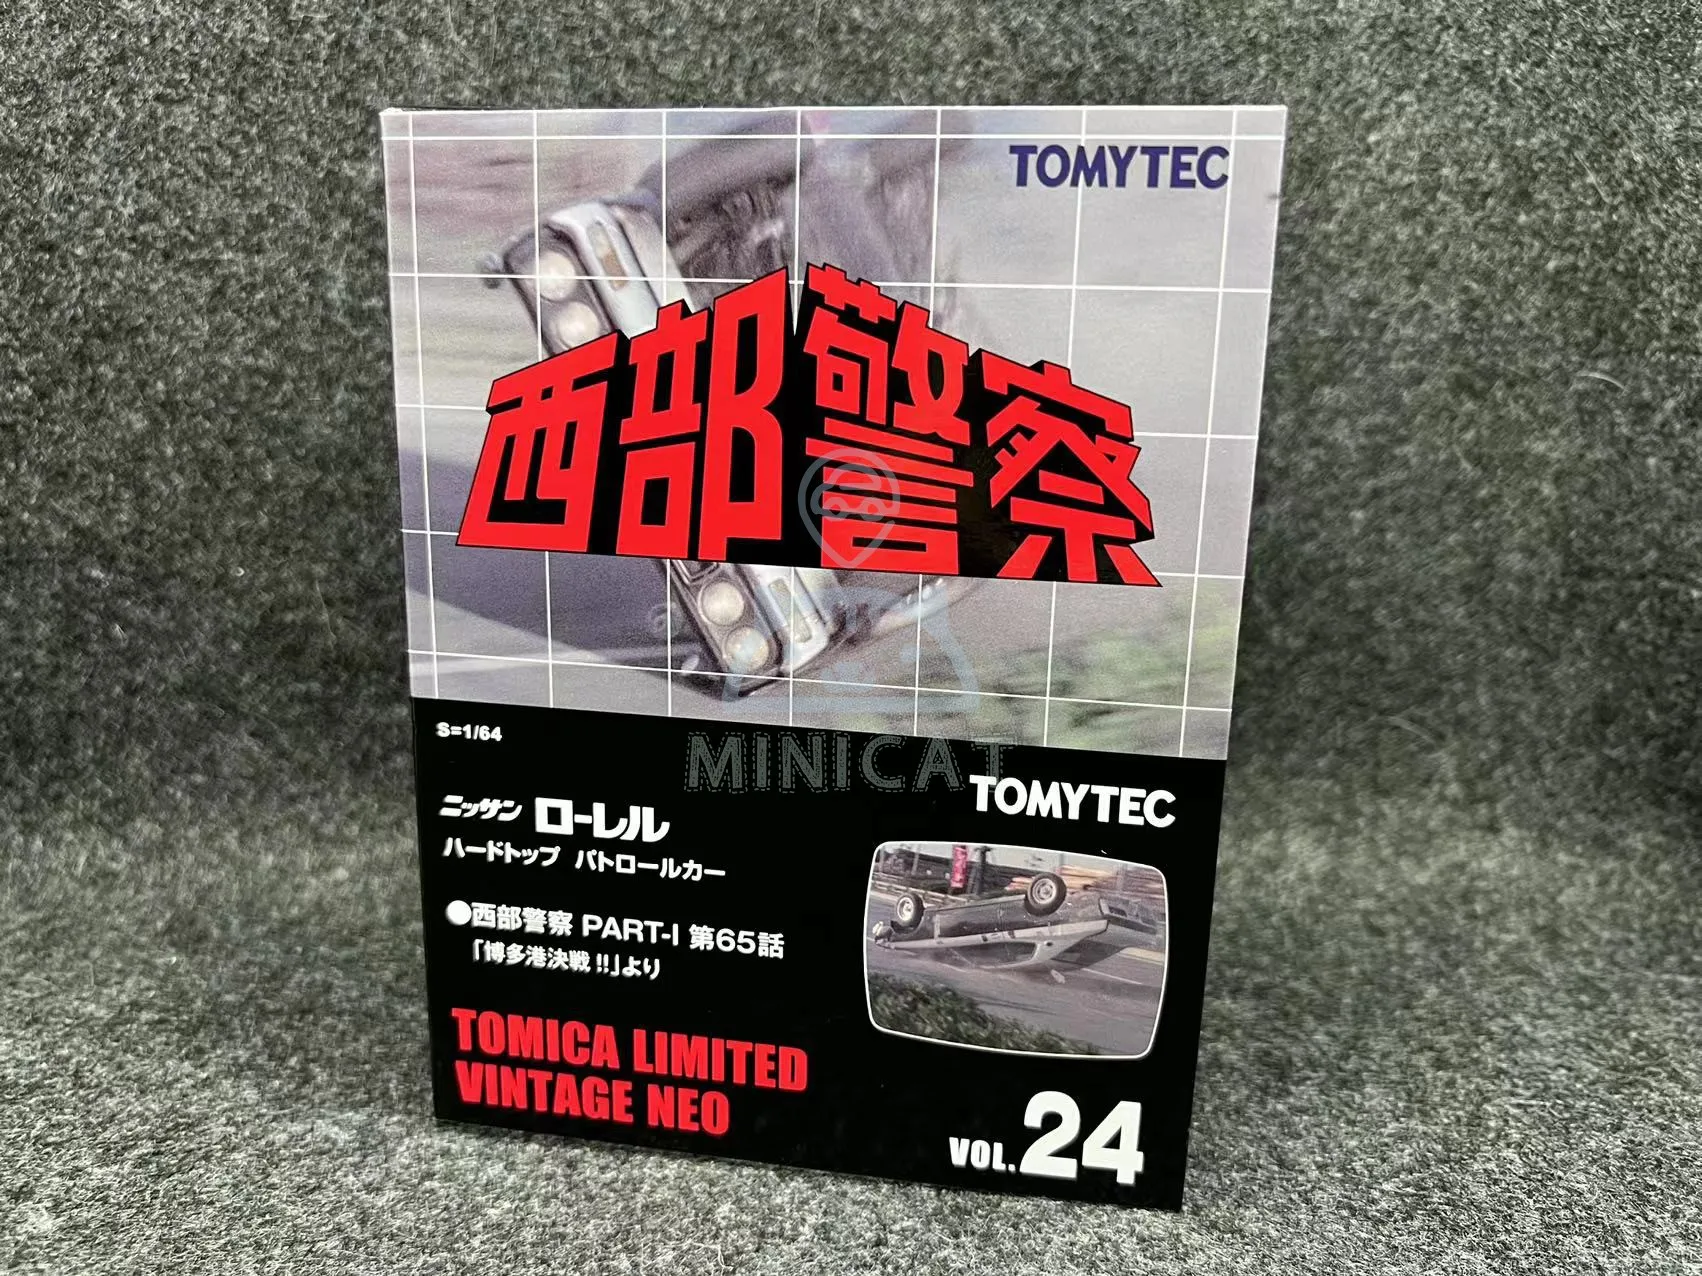 TOMYTEC
西部警察
MINICAT
S=1/64
TOMYTEC
ニッサン ローレル
ハードトップ パトロールカー
●西部警察 PART-I 第65話
「博多港決戦!!」より
TOMICA LIMITED
VINTAGE NEO
VOL.24